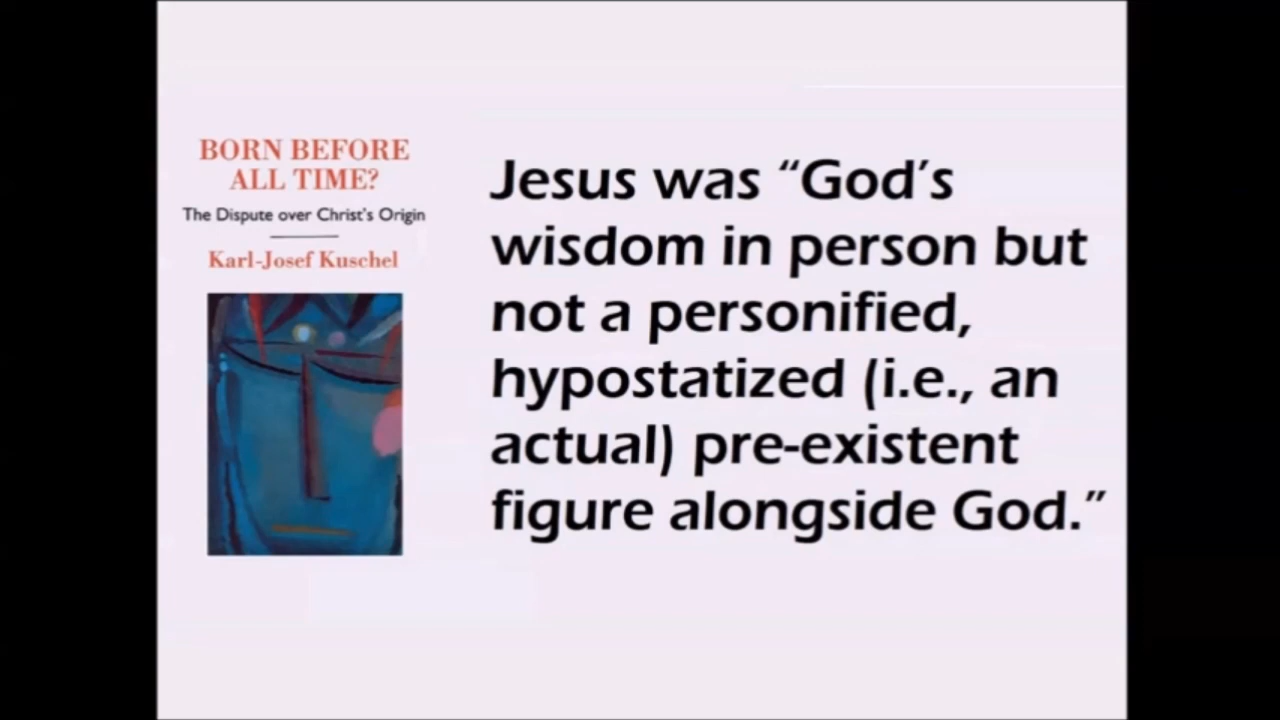 BORN BEFORE
ALL TIME?
The Dispute over Christ's Origin
Karl-Josef Kuschel
Jesus was “God’s
wisdom in person but
not a personified,
hypostatized (i.e., an
actual) pre-existent
figure alongside God.”